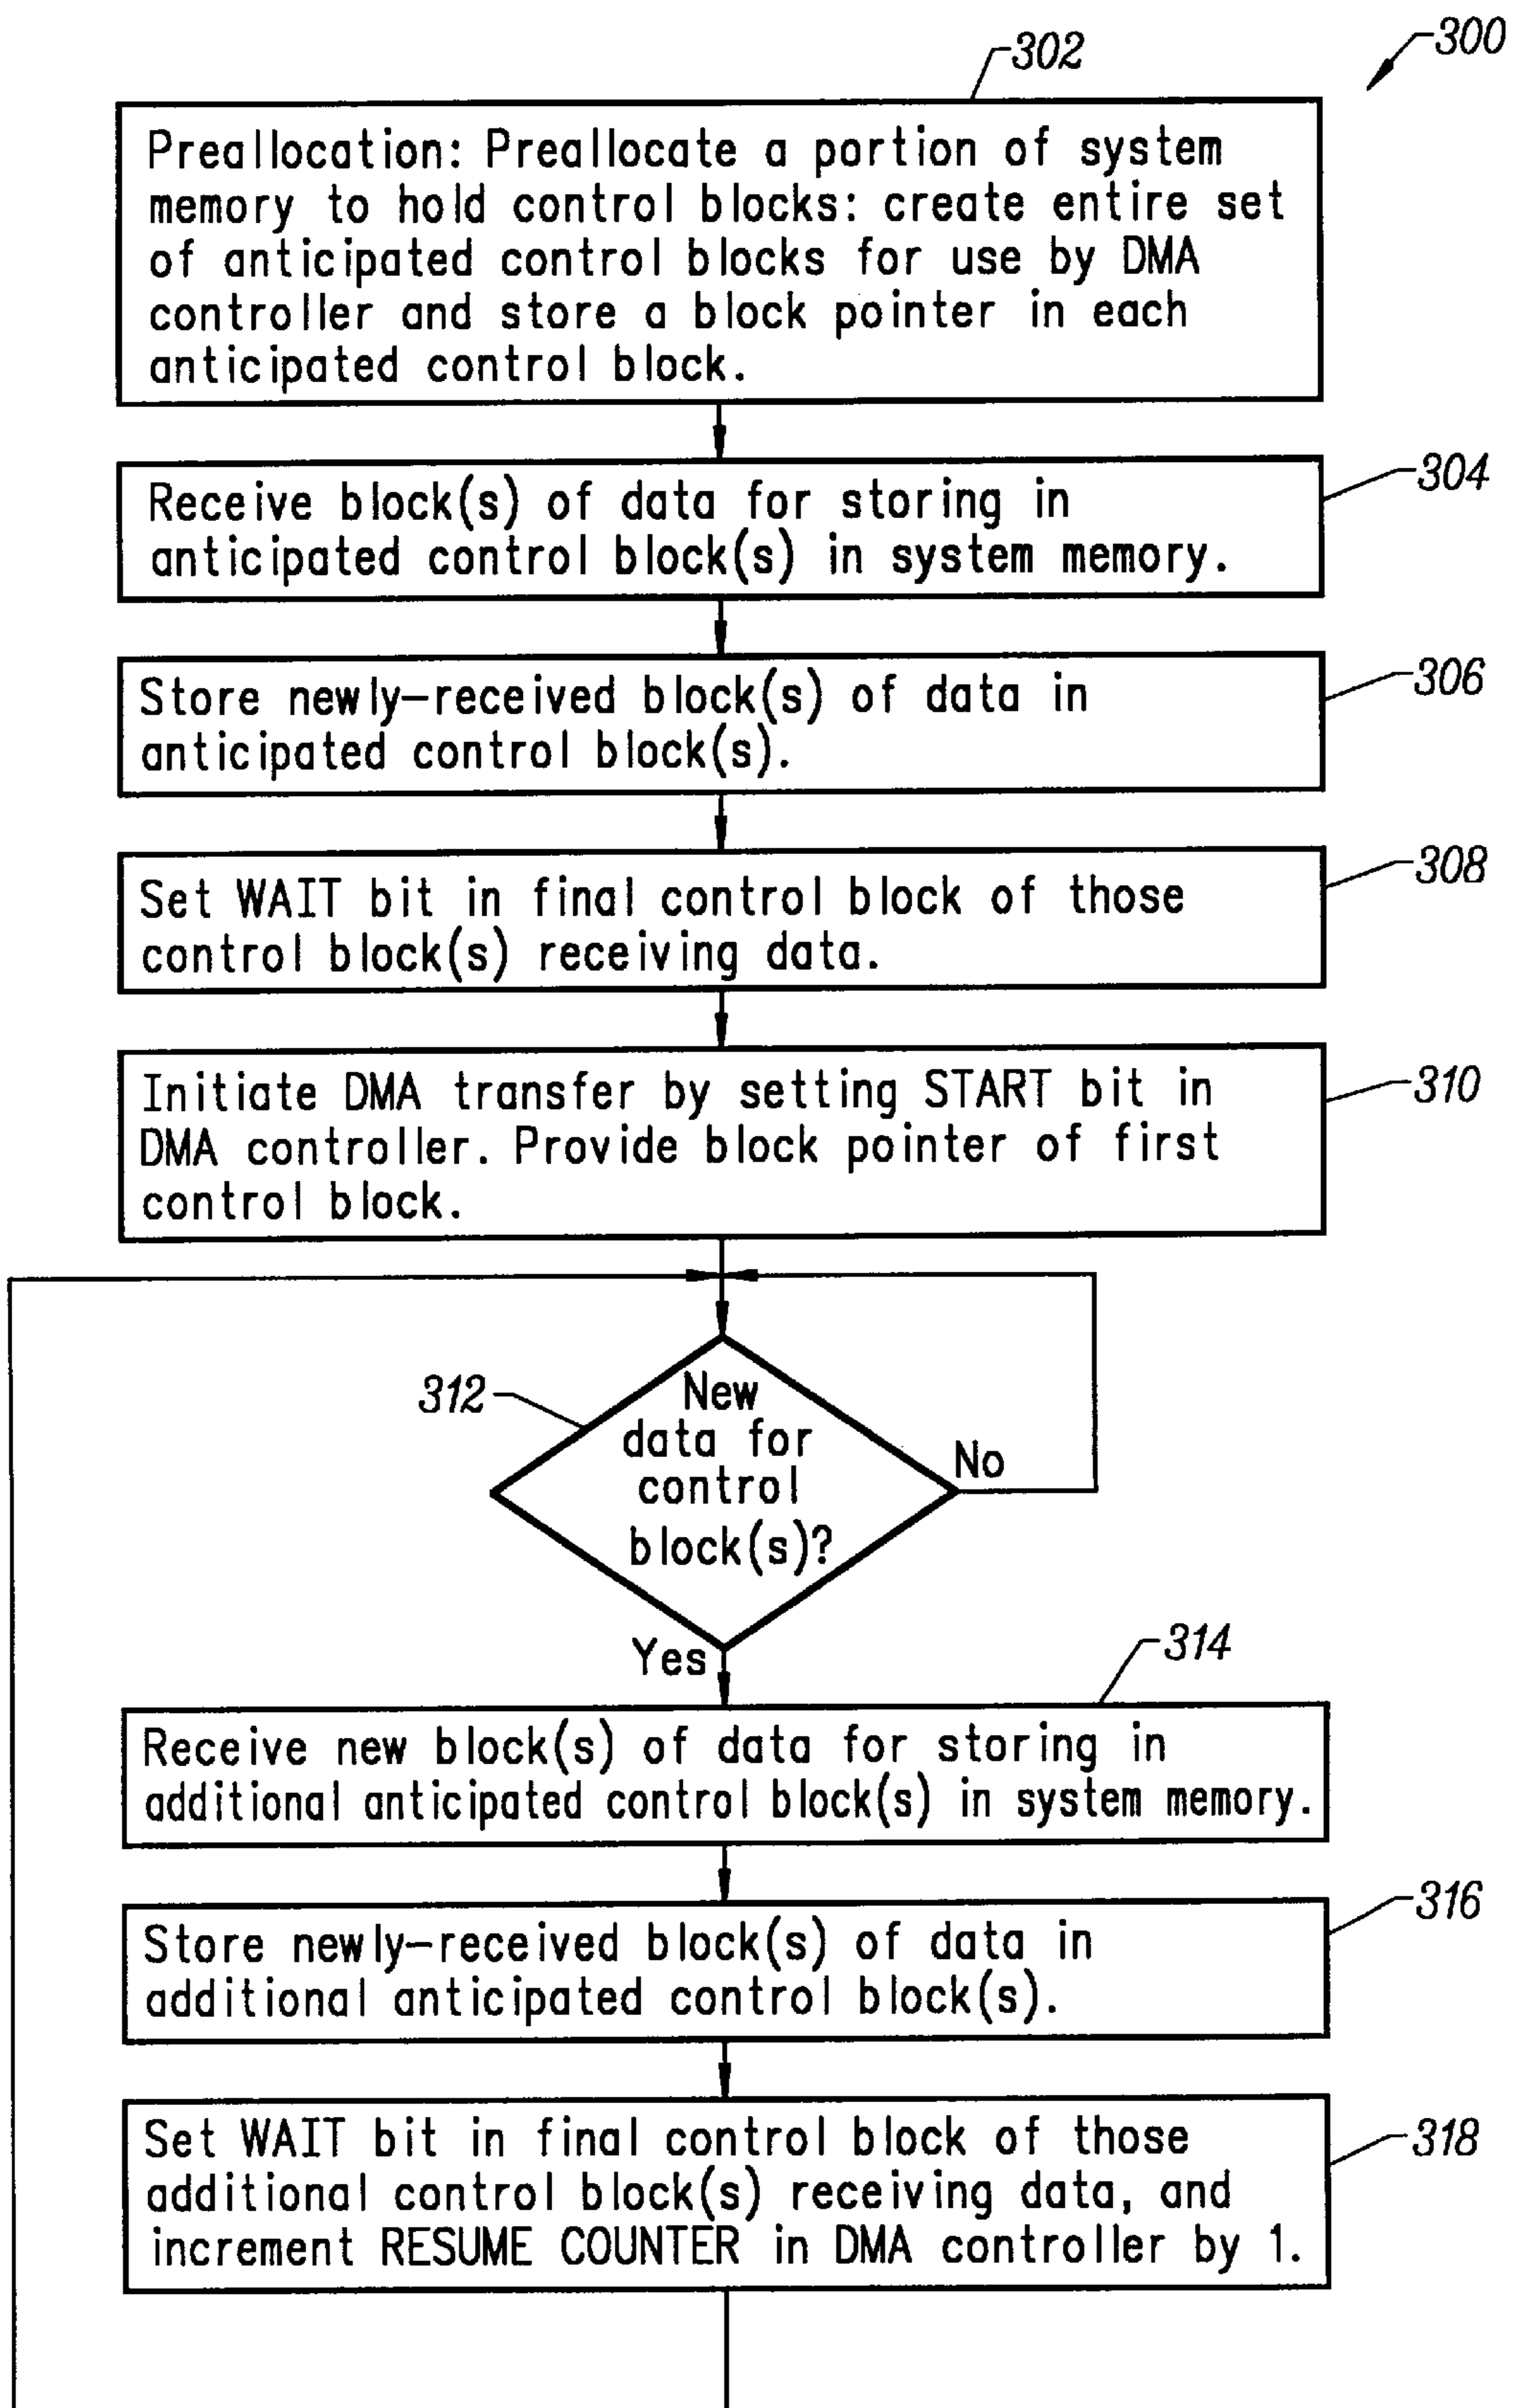 300
302
Preallocation: Preallocate a portion of system
memory to hold control blocks: create entire set
of anticipated control blocks for use by DMA
controller and store a block pointer in each
anticipated control block.
304
Receive block(s) of data for storing in
anticipated control block(s) in system memory.
306
Store newly-received block(s) of data in
anticipated control block(s).
308
Set WAIT bit in final control block of those
control block(s) receiving data.
310
Initiate DMA transfer by setting START bit in
DMA controller. Provide block pointer of first
control block.
312
New
data for
control
block(s)?
No
Yes
314
Receive new block(s) of data for storing in
additional anticipated control block(s) in system memory.
316
Store newly-received block(s) of data in
additional anticipated control block(s).
318
Set WAIT bit in final control block of those
additional control block(s) receiving data, and
increment RESUME COUNTER in DMA controller by 1.